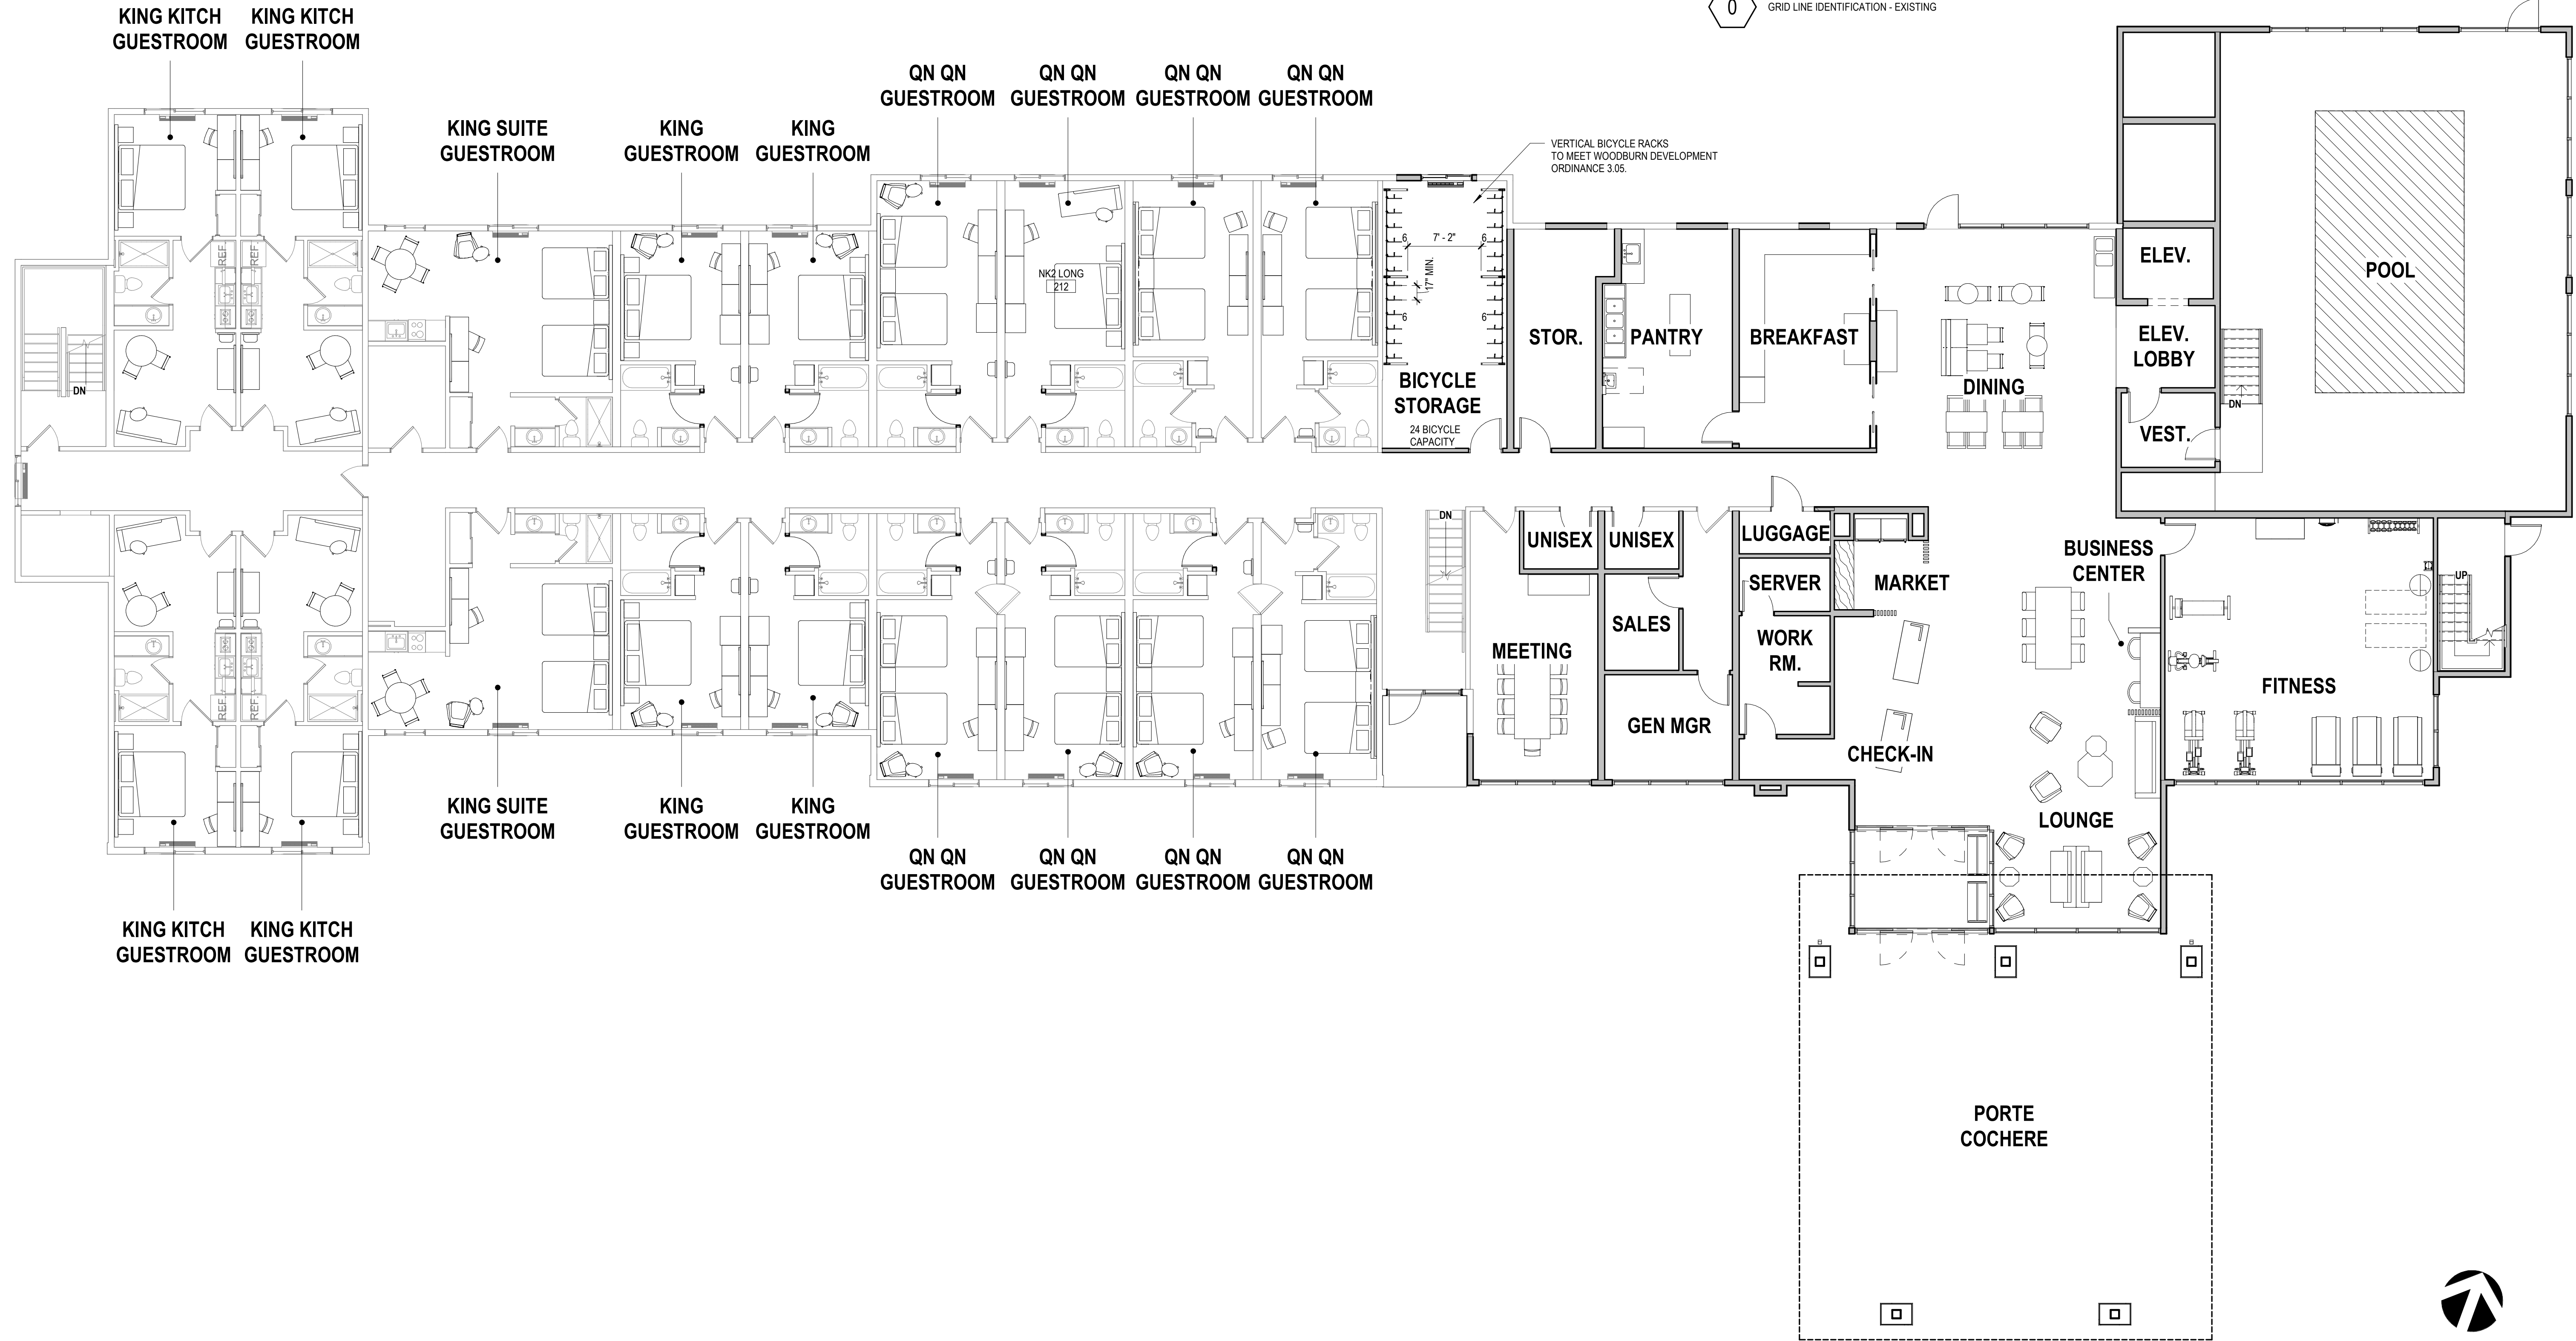 0
GRID LINE IDENTIFICATION - EXISTING
KING KITCH
GUESTROOM
KING KITCH
GUESTROOM
KING SUITE
GUESTROOM
KING
GUESTROOM
KING
GUESTROOM
QN QN
GUESTROOM
QN QN
GUESTROOM
QN QN
GUESTROOM
QN QN
GUESTROOM
VERTICAL BICYCLE RACKS
TO MEET WOODBURN DEVELOPMENT
ORDINANCE 3.05.
REF
REF
NK2 LONG
212
6
7' - 2"
6
17" MIN.
6
6
BICYCLE
STORAGE
24 BICYCLE
CAPACITY
STOR.
PANTRY
BREAKFAST
DINING
ELEV.
ELEV.
LOBBY
VEST.
DN
POOL
DN
DN
UNISEX
UNISEX
LUGGAGE
SERVER
MARKET
BUSINESS
CENTER
UP
SALES
WORK
RM.
MEETING
GEN MGR
CHECK-IN
FITNESS
LOUNGE
REF
REF
KING SUITE
GUESTROOM
KING
GUESTROOM
KING
GUESTROOM
QN QN
GUESTROOM
QN QN
GUESTROOM
QN QN
GUESTROOM
QN QN
GUESTROOM
KING KITCH
GUESTROOM
KING KITCH
GUESTROOM
PORTE
COCHERE